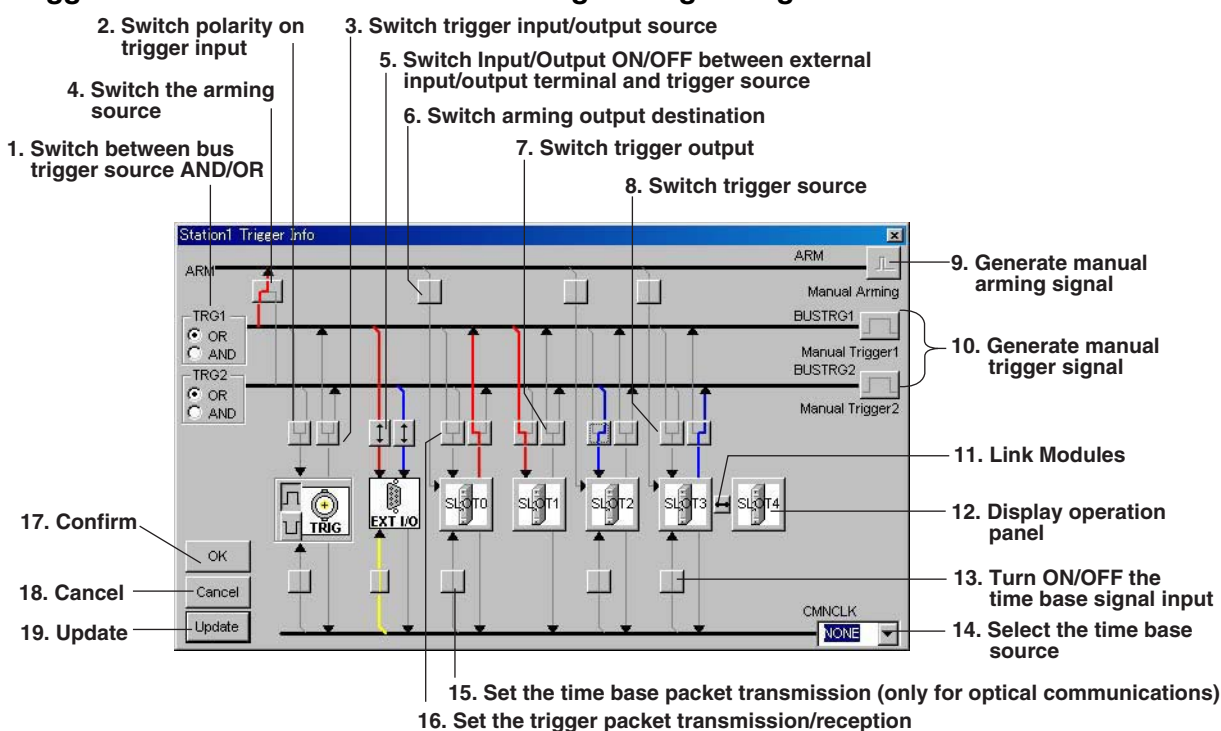 2. Switch polarity on
trigger input
3. Switch trigger input/output source
5. Switch Input/Output ON/OFF between external
input/output terminal and trigger source
4. Switch the arming
source
6. Switch arming output destination
1. Switch between bus
trigger source AND/OR
7. Switch trigger output
8. Switch trigger source
Station1 Trigger Info
ARM
ARM
Manual Arming
9. Generate manual
arming signal
TRG1
OR
AND
BUSTRG1
Manual Trigger1
10. Generate manual
trigger signal
TRG2
OR
AND
BUSTRG2
Manual Trigger2
11. Link Modules
TRIG
EXT I/O
SLOT0
SLOT1
SLOT2
SLOT3
SLOT4
12. Display operation
panel
17. Confirm
OK
18. Cancel
Cancel
13. Turn ON/OFF the
time base signal input
19. Update
Update
CMNCLK
NONE
14. Select the time base
source
15. Set the time base packet transmission (only for optical communications)
16. Set the trigger packet transmission/reception